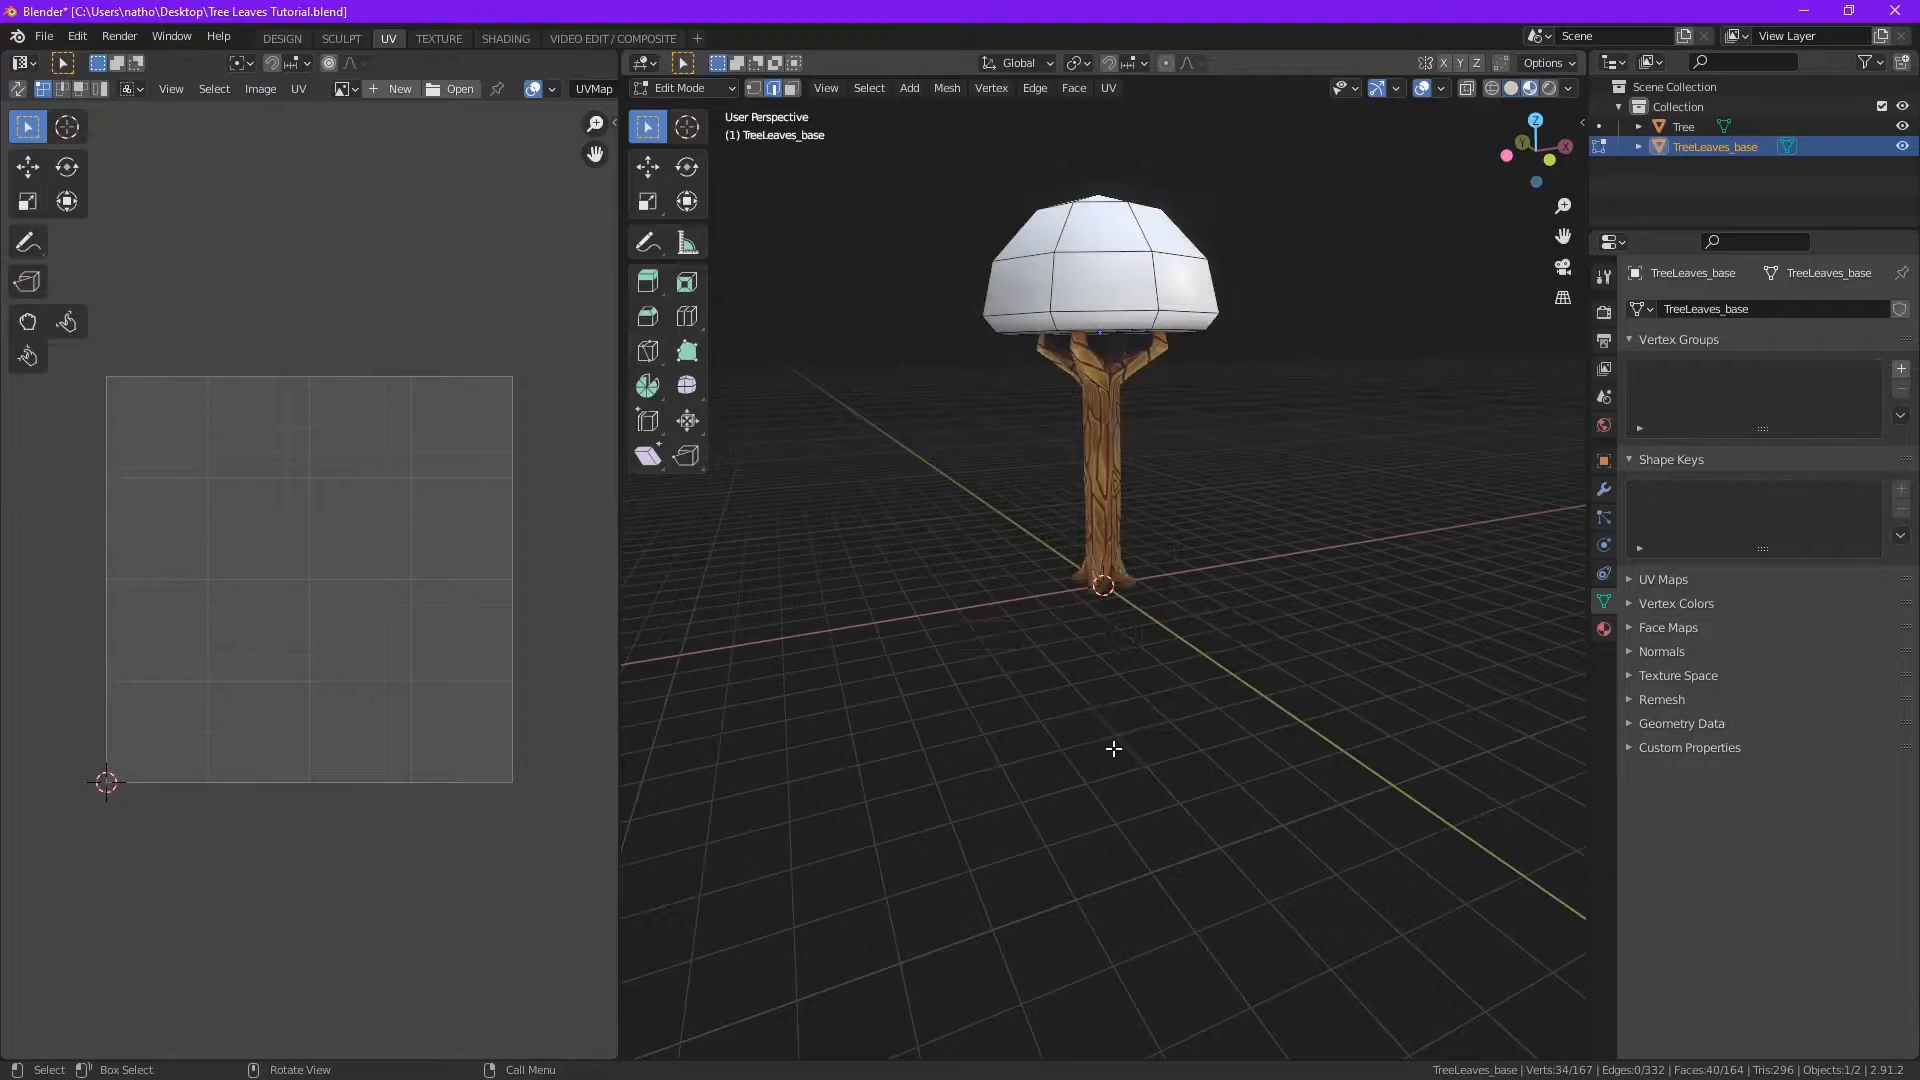 Blender* [C:\Users\natho\Desktop\Tree Leaves Tutorial.blend]
File Edit Render Window Help DESIGN SCULPT UV TEXTURE SHADING VIDEO EDIT / COMPOSITE + Scene View Layer
Global X Y Z Options
View Select Image UV New Open UVMap Edit Mode View Select Add Mesh Vertex Edge Face UV
Scene Collection
Collection
Tree
TreeLeaves_base
User Perspective
(1) TreeLeaves_base
Z
Y
X
TreeLeaves_base TreeLeaves_base
TreeLeaves_base
Vertex Groups
Shape Keys
UV Maps
Vertex Colors
Face Maps
Normals
Texture Space
Remesh
Geometry Data
Custom Properties
Select Box Select Rotate View Call Menu TreeLeaves_base | Verts:34/167 | Edges:0/332 | Faces:40/164 | Tris:296 | Objects:1/2 | 2.91.2